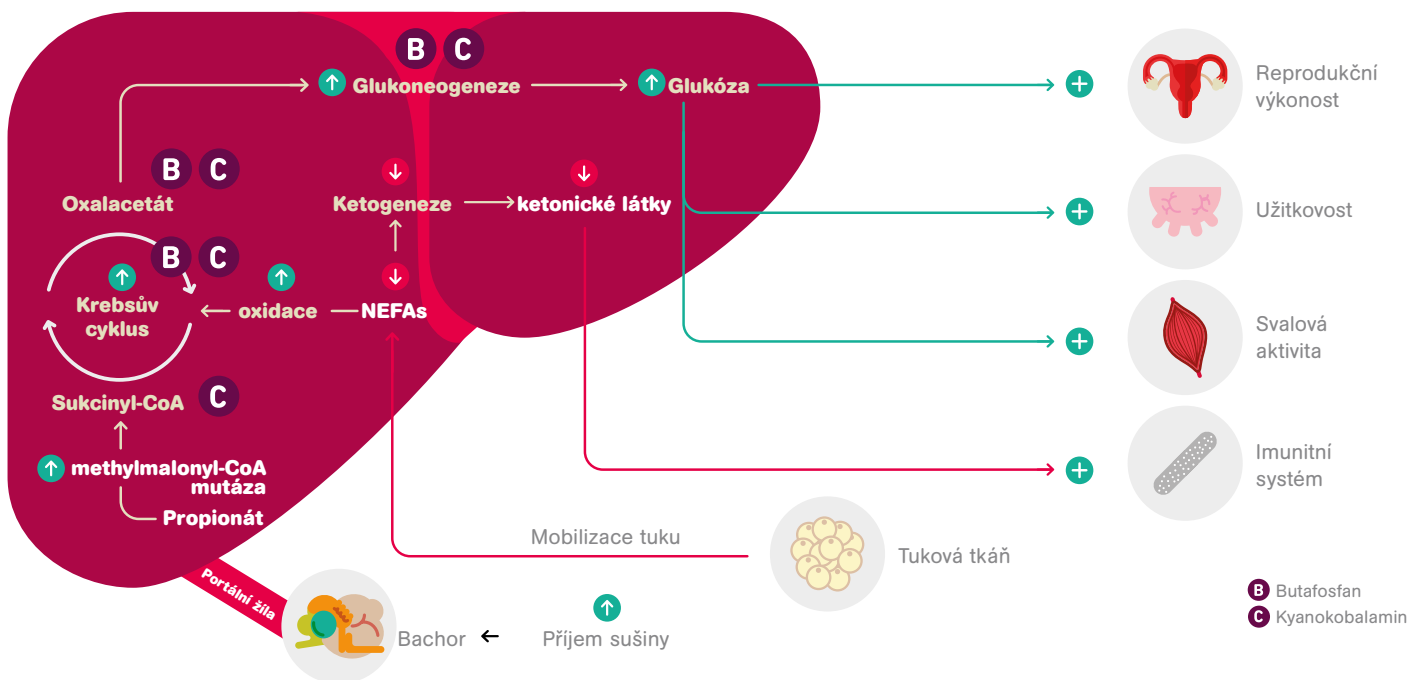 B C
Glukoneogeneze
Glukóza
Reprodukční
výkonost
B C
Oxalacetát
Ketogeneze
ketonické látky
Užitkovost
B C
Krebsův
cyklus
oxidace
NEFAs
Svalová
aktivita
Sukcinyl-CoA
C
methylmalonyl-CoA
mutáza
Propionát
Imunitní
systém
Mobilizace tuku
Tuková tkáň
Portální žíla
Bachor
Příjem sušiny
B Butafosfan
C Kyanokobalamin